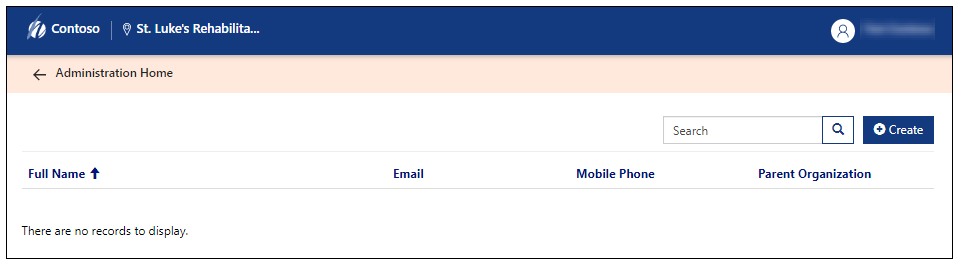 Contoso St. Luke's Rehabilita...
Administration Home
Search Create
Full Name Email Mobile Phone Parent Organization
There are no records to display.